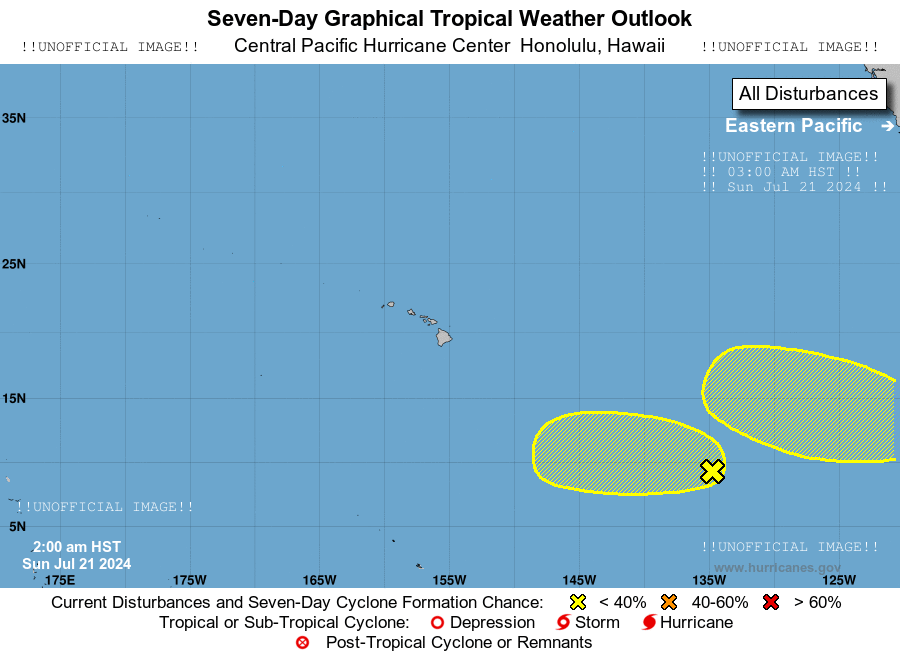 Seven-Day Graphical Tropical Weather Outlook
!!UNOFFICIAL IMAGE!! Central Pacific Hurricane Center Honolulu, Hawaii !!UNOFFICIAL IMAGE!!
All Disturbances
35N
Eastern Pacific →
!!UNOFFICIAL IMAGE!!
!! 03:00 AM HST !!
!! Sun Jul 21 2024 !!
25N
15N
!!UNOFFICIAL IMAGE!!
5N
2:00 am HST
Sun Jul 21 2024
!!UNOFFICIAL IMAGE!!
www.hurricanes.gov
175E 175W 165W 155W 145W 135W 125W
Current Disturbances and Seven-Day Cyclone Formation Chance: < 40% 40-60% > 60%
Tropical or Sub-Tropical Cyclone: Depression Storm Hurricane
Post-Tropical Cyclone or Remnants